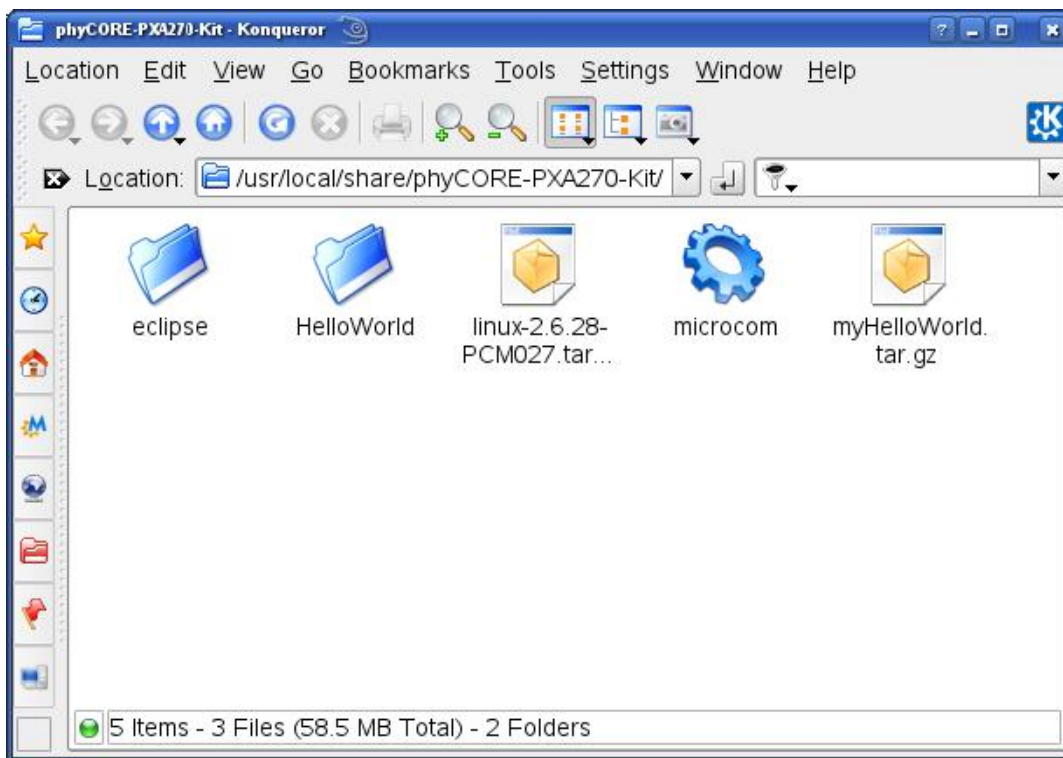 phyCORE-PXA270-Kit - Konqueror
Location Edit View Go Bookmarks Tools Settings Window Help
Location: /usr/local/share/phyCORE-PXA270-Kit/
eclipse HelloWorld linux-2.6.28- microcom myHelloWorld.
PCM027.tar... tar.gz
5 Items - 3 Files (58.5 MB Total) - 2 Folders